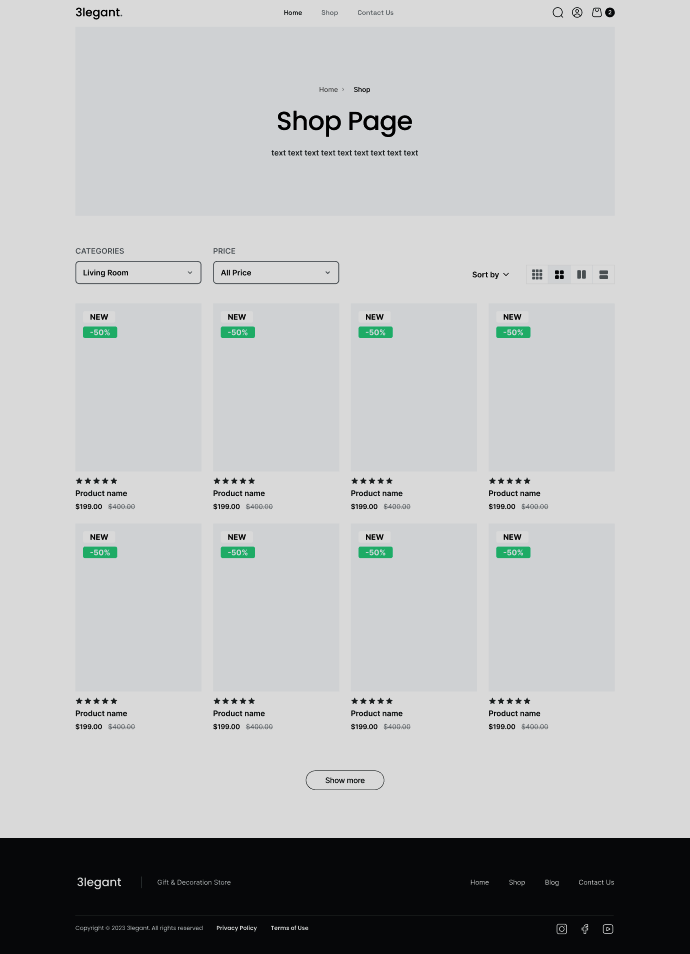 3legant. Home Shop Contact Us 2
Home > Shop
Shop Page
text text text text text text text text text
CATEGORIES PRICE
Living Room All Price Sort by
NEW NEW NEW NEW
-50% -50% -50% -50%
Product name Product name Product name Product name
$199.00 $400.00 $199.00 $400.00 $199.00 $400.00 $199.00 $400.00
NEW NEW NEW NEW
-50% -50% -50% -50%
Product name Product name Product name Product name
$199.00 $400.00 $199.00 $400.00 $199.00 $400.00 $199.00 $400.00
Show more
3legant Gift & Decoration Store Home Shop Blog Contact Us
Copyright © 2023 3legant. All rights reserved Privacy Policy Terms of Use